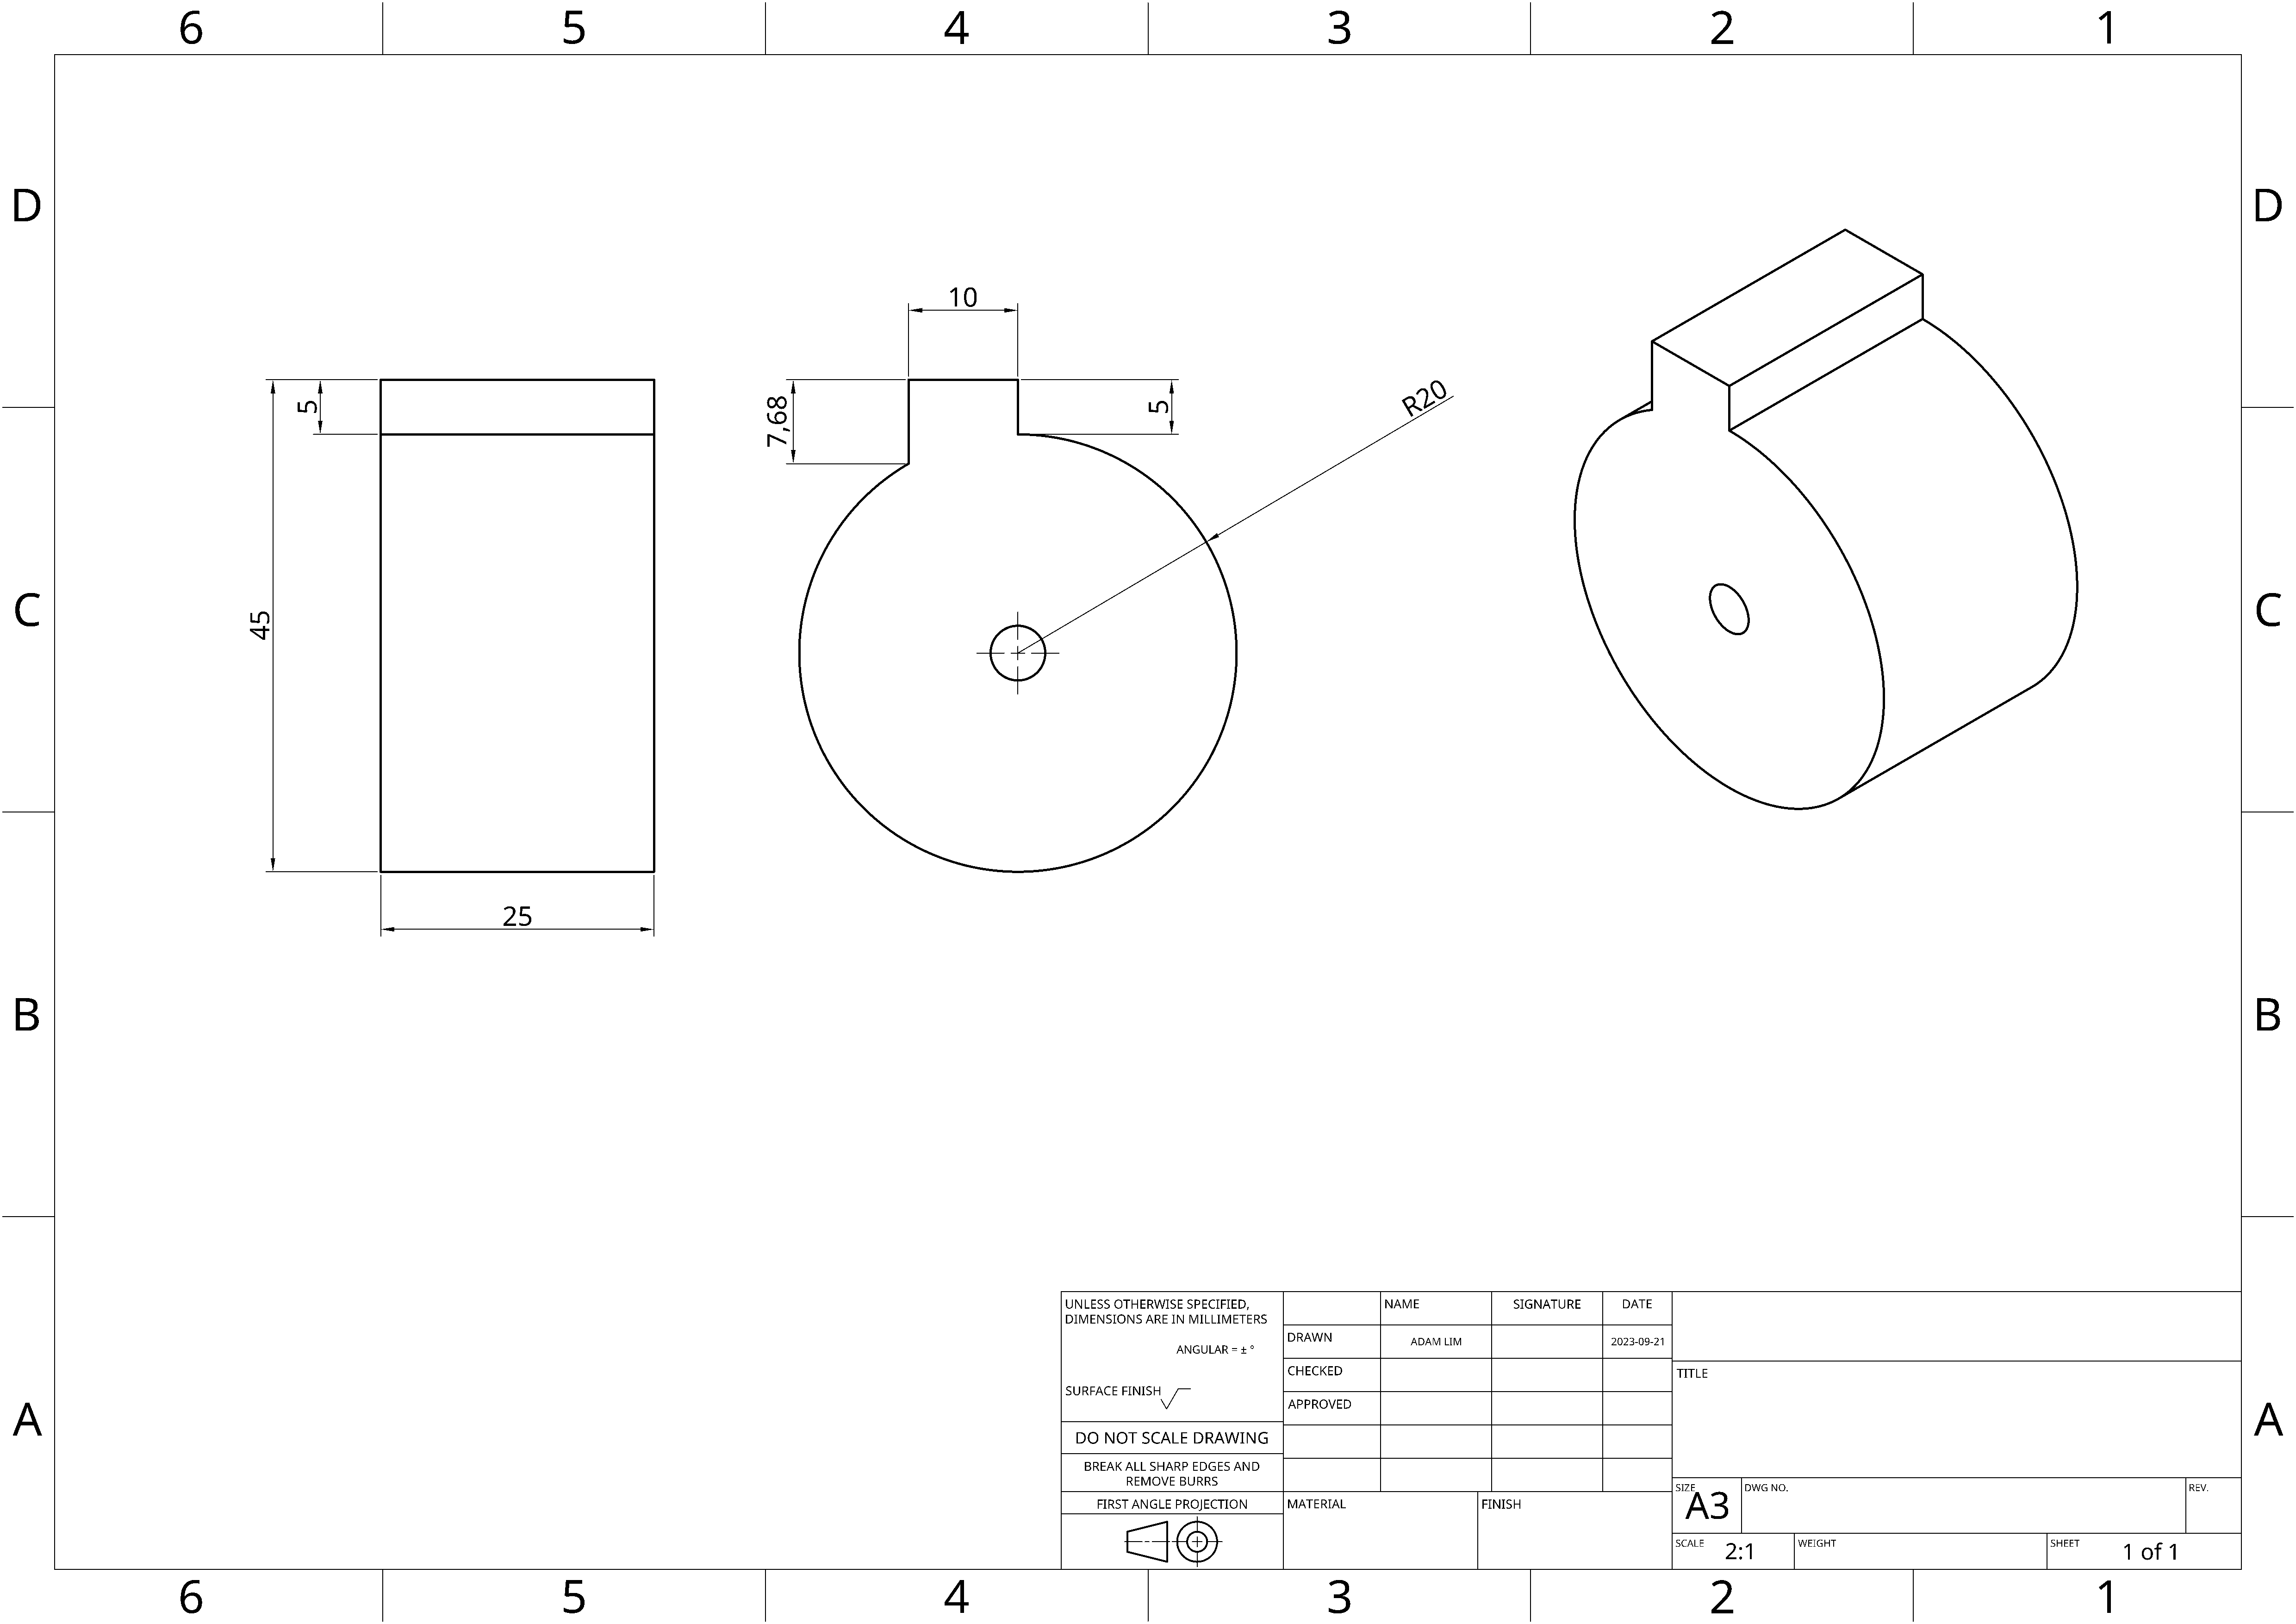 6 5 4 3 2 1
D D
10
5
7,68
5
R20
C C
45
25
B B
UNLESS OTHERWISE SPECIFIED,
DIMENSIONS ARE IN MILLIMETERS
ANGULAR = ± °
SURFACE FINISH
DO NOT SCALE DRAWING
BREAK ALL SHARP EDGES AND
REMOVE BURRS
FIRST ANGLE PROJECTION
NAME SIGNATURE DATE
DRAWN ADAM LIM 2023-09-21
CHECKED
APPROVED
MATERIAL FINISH
TITLE
SIZE A3 DWG NO. REV.
SCALE 2:1 WEIGHT SHEET 1 of 1
A A
6 5 4 3 2 1